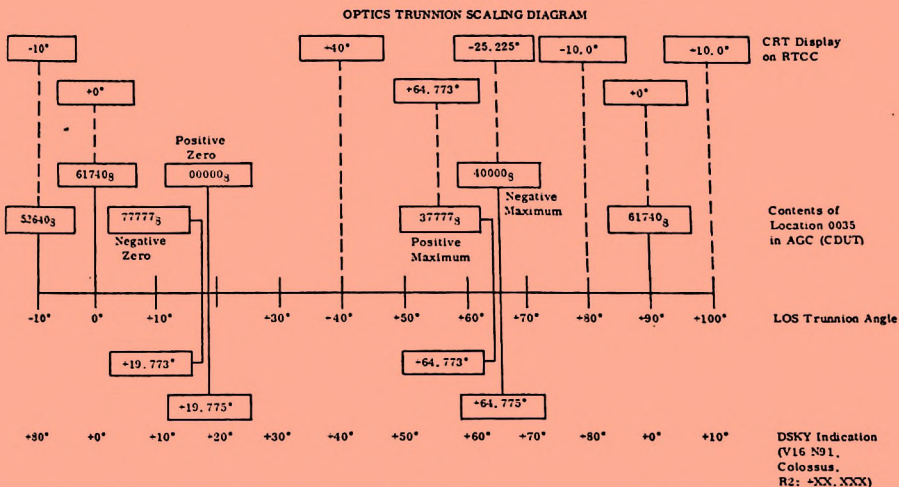 OPTICS TRUNNION SCALING DIAGRAM
-10° +40° -25.225° -10.0° +10.0° CRT Display
on RTCC
+0° +64.773° +0°
Positive
Zero
61740₈ 00000₈ 40000₈
Negative
Maximum
52640₈ 77777₈ 37777₈ 61740₈ Contents of
Location 0035
in AGC (CDUT)
Negative
Zero
Positive
Maximum
-10° 0° +10° +30° +40° +50° +60° +70° +80° +90° +100° LOS Trunnion Angle
+19.773° +64.773°
+19.775° +64.775°
+80° +0° +10° +20° +30° +40° +50° +60° +70° +80° +0° +10° DSKY Indication
(V16 N91,
Colossus,
R2: +XX.XXX)